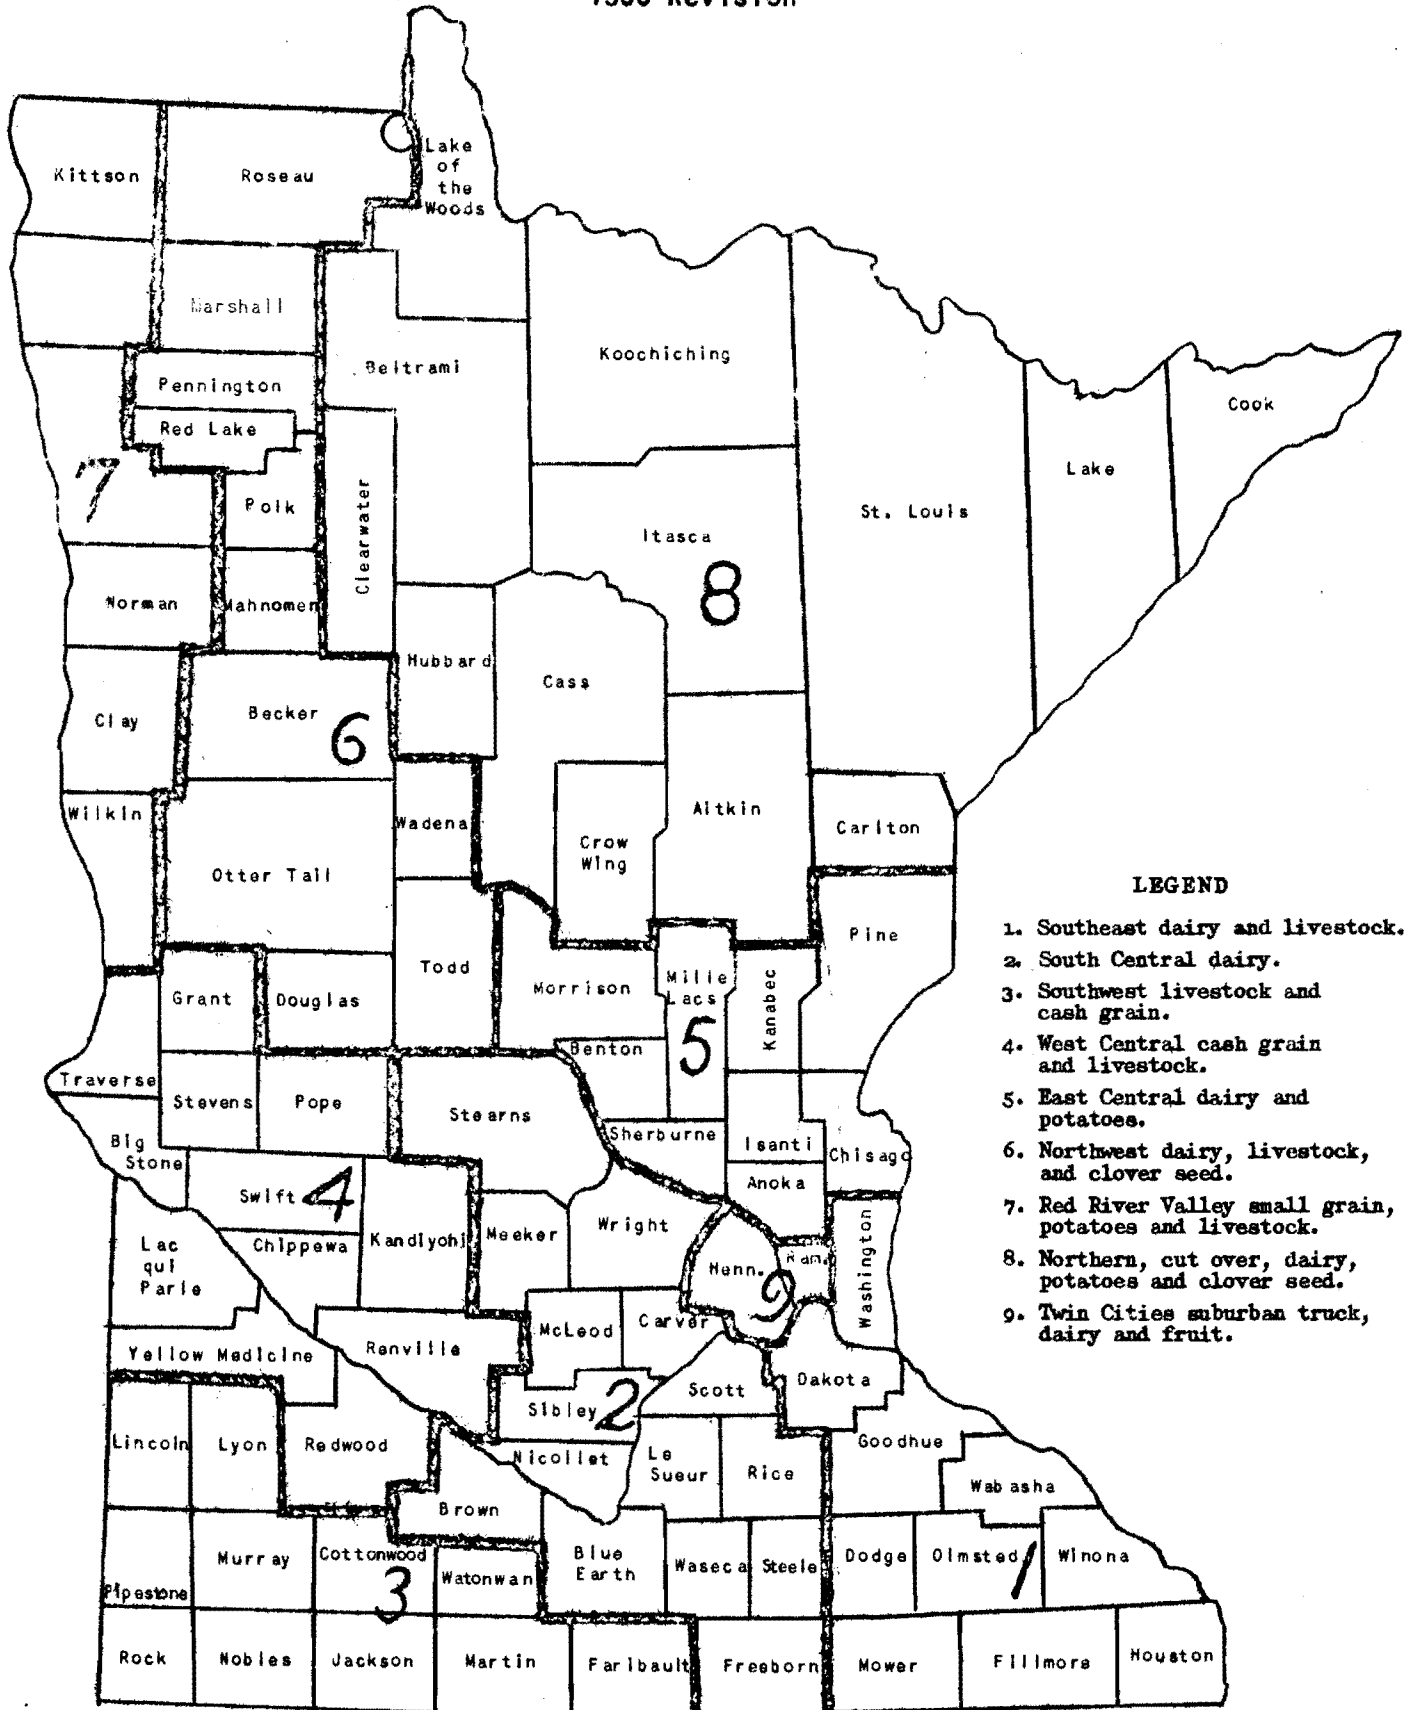 Revision
Kittson
Roseau
Lake
of
the
Woods
Marshall
Beltrami
Koochiching
Pennington
Red Lake
Cook
Lake
7
Polk
Clearwater
St. Louis
Itasca
8
Norman
Mahnomen
Hubbard
Cass
Clay
Becker
6
Wilkin
Wadena
Aitkin
Crow
Wing
Carlton
Otter Tail
Pine
Todd
Morrison
Mille
Lacs
Kanabec
Grant
Douglas
5
Benton
Traverse
Stevens
Pope
Stearns
Sherburne
Isanti
Chisago
Big
Stone
Anoka
Swift
4
Wright
Washington
Lac
qui
Parle
Chippewa
Kandiyohi
Meeker
Henn.
Ram.
9
McLeod
Carver
Yellow Medicine
Renville
Scott
Dakota
Sibley
2
Lincoln
Lyon
Redwood
Nicollet
Le
Sueur
Rice
Goodhue
Wabasha
Brown
Murray
Cottonwood
Watonwan
Blue
Earth
Waseca
Steele
Dodge
Olmsted
1
Winona
Pipestone
3
Rock
Nobles
Jackson
Martin
Faribault
Freeborn
Mower
Fillmore
Houston
LEGEND
1. Southeast dairy and livestock.
2. South Central dairy.
3. Southwest livestock and
cash grain.
4. West Central cash grain
and livestock.
5. East Central dairy and
potatoes.
6. Northwest dairy, livestock,
and clover seed.
7. Red River Valley small grain,
potatoes and livestock.
8. Northern, cut over, dairy,
potatoes and clover seed.
9. Twin Cities suburban truck,
dairy and fruit.